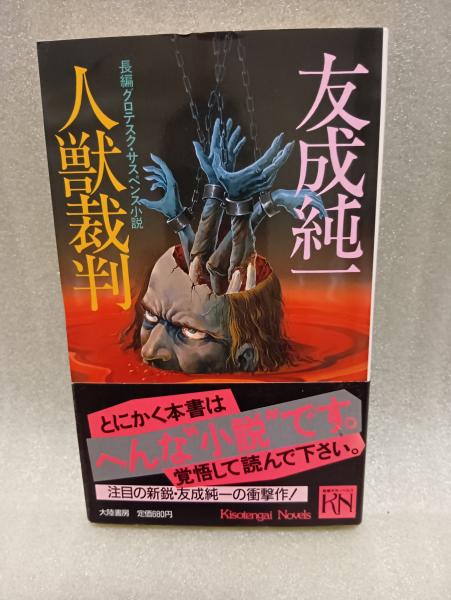 友成純一
長編グロテスク・サスペンス小説
人獣裁判
とにかく本書は
へんな“小説”です。
覚悟して読んで下さい。
注目の新鋭・友成純一の衝撃作!
大陸書房 定価680円
Kisotengai Novels
KN